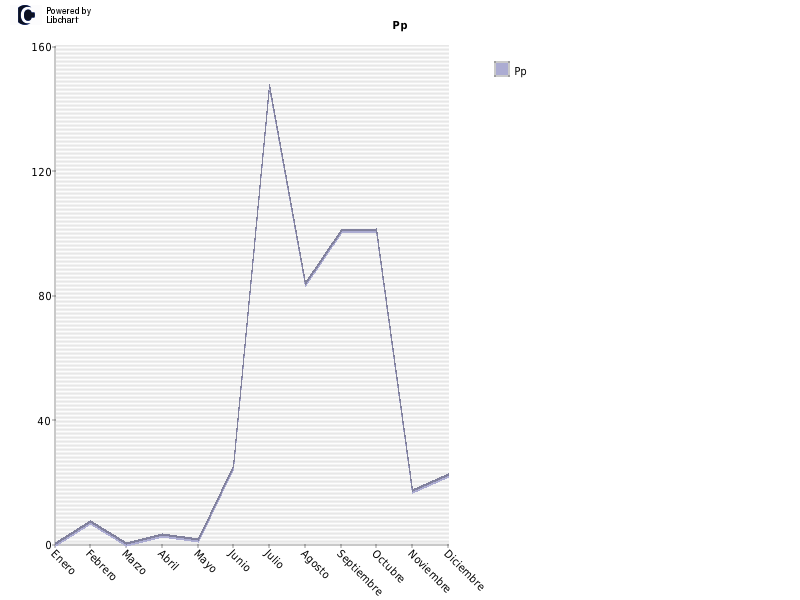 Powered by
Libchart
Pp
160
120
80
40
0
Pp
Enero
Febrero
Marzo
Abril
Mayo
Junio
Julio
Agosto
Septiembre
Octubre
Noviembre
Diciembre